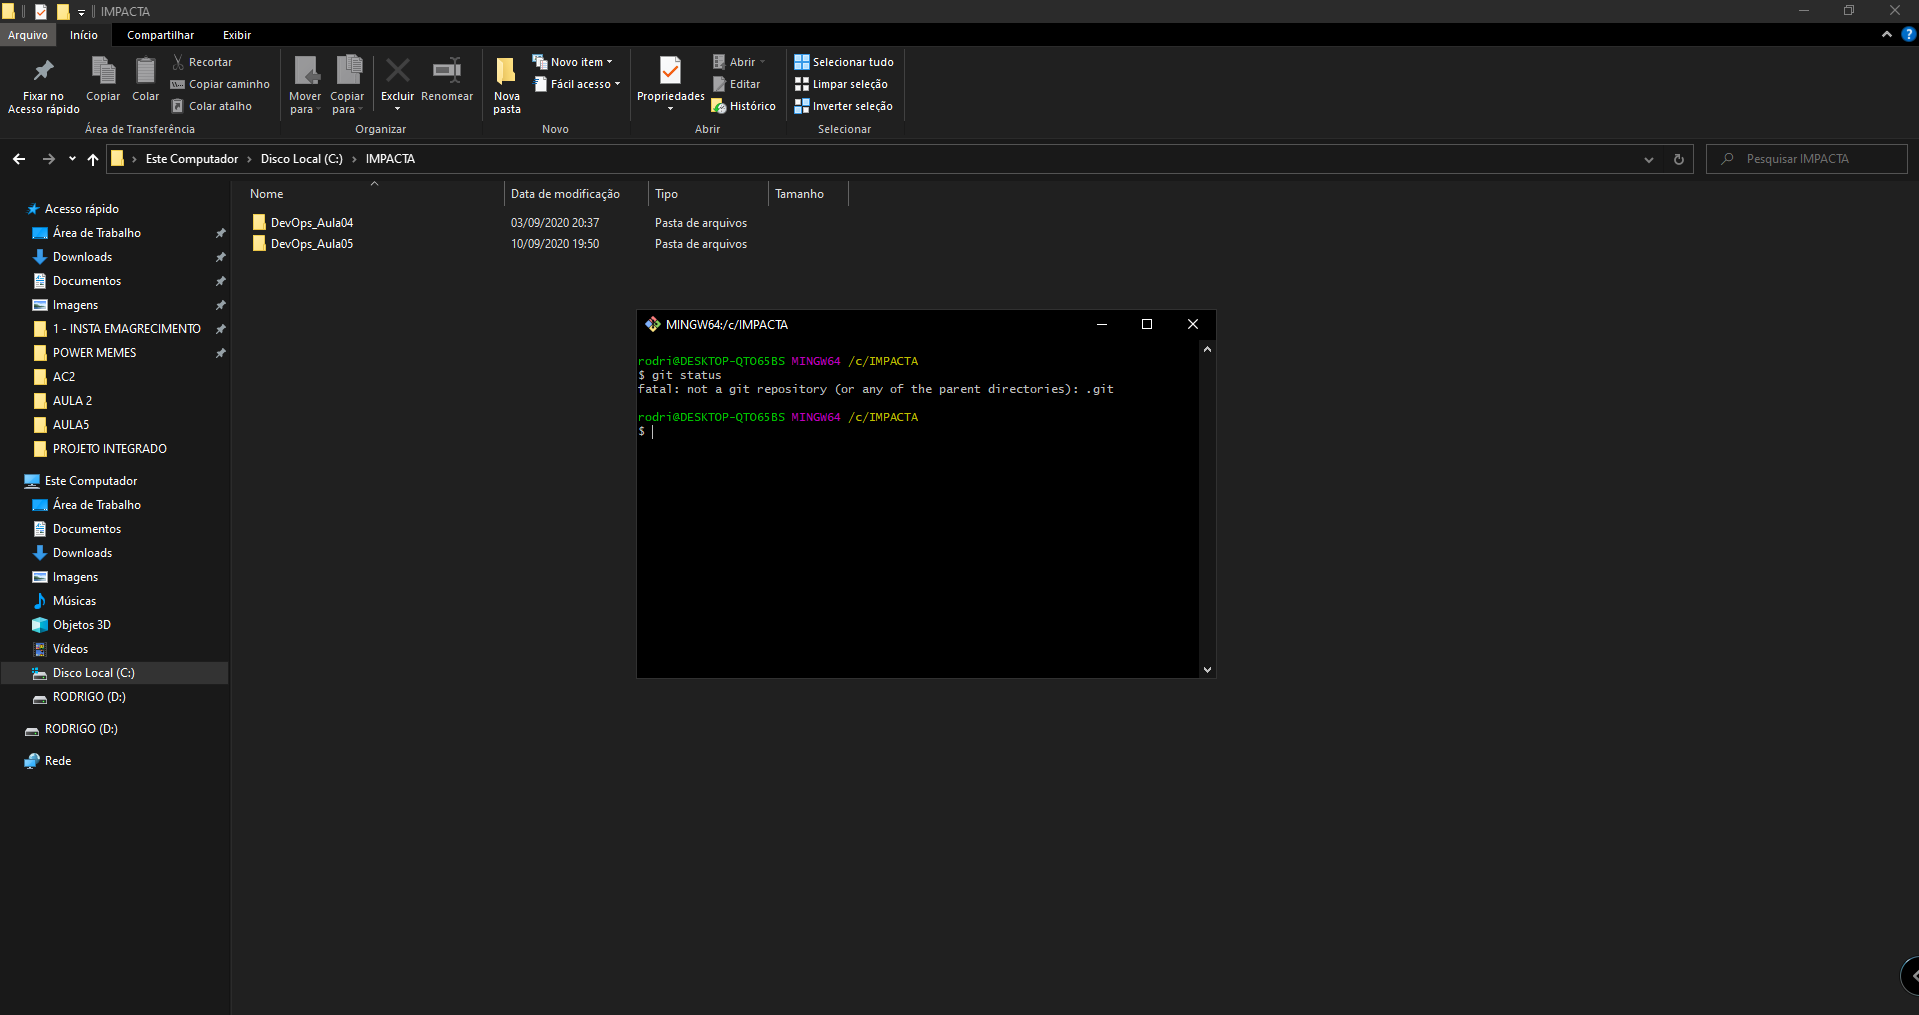 IMPACTA
Arquivo Início Compartilhar Exibir
Fixar no
Acesso rápido
Copiar
Colar
Recortar
Copiar caminho
Colar atalho
Área de Transferência
Mover
para
Copiar
para
Excluir
Renomear
Organizar
Nova
pasta
Novo item
Fácil acesso
Novo
Propriedades
Abrir
Editar
Histórico
Abrir
Selecionar tudo
Limpar seleção
Inverter seleção
Selecionar
Este Computador > Disco Local (C:) > IMPACTA
Pesquisar IMPACTA
Acesso rápido
Área de Trabalho
Downloads
Documentos
Imagens
1 - INSTA EMAGRECIMENTO
POWER MEMES
AC2
AULA 2
AULA5
PROJETO INTEGRADO
Este Computador
Área de Trabalho
Documentos
Downloads
Imagens
Músicas
Objetos 3D
Vídeos
Disco Local (C:)
RODRIGO (D:)
RODRIGO (D:)
Rede
Nome Data de modificação Tipo Tamanho
DevOps_Aula04 03/09/2020 20:37 Pasta de arquivos
DevOps_Aula05 10/09/2020 19:50 Pasta de arquivos
MINGW64:/c/IMPACTA
rodri@DESKTOP-QTO65BS MINGW64 /c/IMPACTA
$ git status
fatal: not a git repository (or any of the parent directories): .git
rodri@DESKTOP-QTO65BS MINGW64 /c/IMPACTA
$